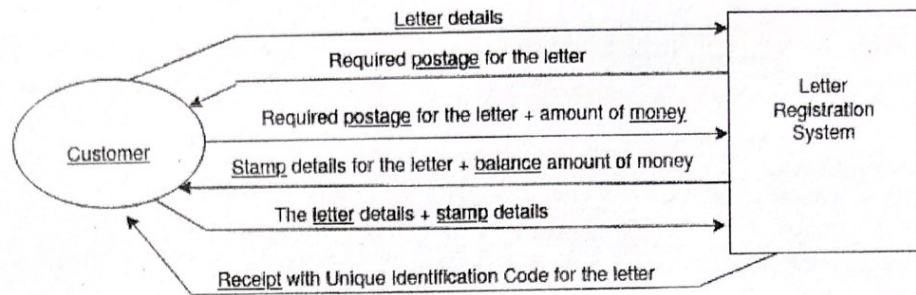 Letter details
Required postage for the letter
Letter
Registration
System
Required postage for the letter + amount of money
Customer
Stamp details for the letter + balance amount of money
The letter details + stamp details
Receipt with Unique Identification Code for the letter